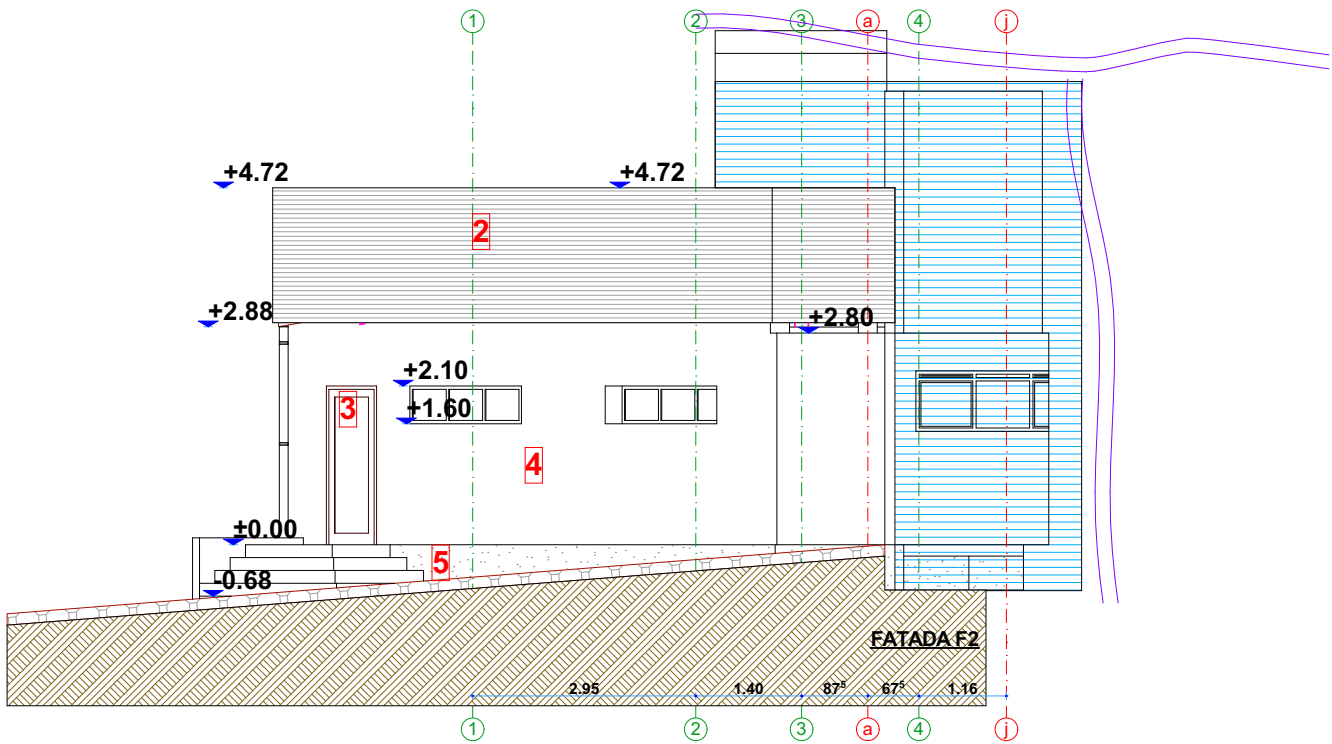 1 2 3 a 4 j
+4.72 +4.72
2
+2.88 +2.80
+2.10
3 +1.60
4
±0.00
5
-0.68
FATADA F2
2.95 1.40 87⁵ 67⁵ 1.16
1 2 3 a 4 j